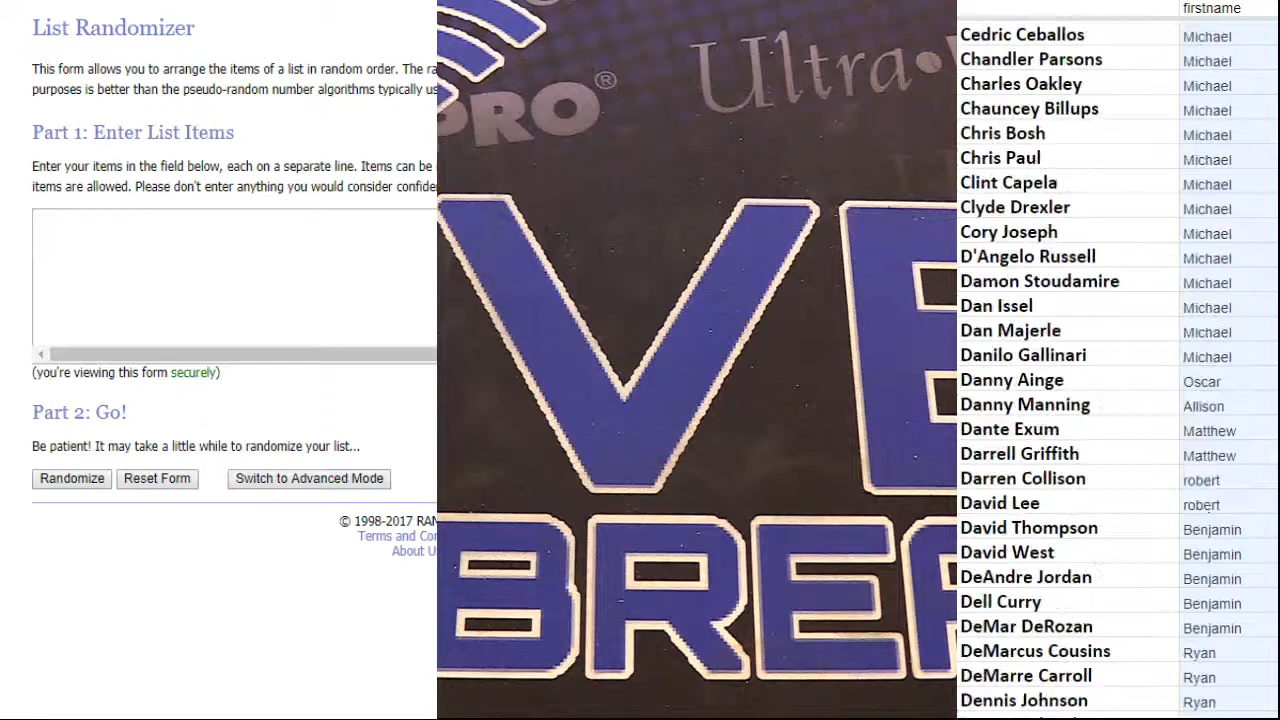 List Randomizer
This form allows you to arrange the items of a list in random order. The ra
purposes is better than the pseudo-random number algorithms typically us
Part 1: Enter List Items
Enter your items in the field below, each on a separate line. Items can be
items are allowed. Please don't enter anything you would consider confide
(you're viewing this form securely)
Part 2: Go!
Be patient! It may take a little while to randomize your list...
Randomize Reset Form Switch to Advanced Mode
© 1998-2017 RAN
Terms and Con
About U
PRO® Ultra
VE
BREA
firstname
Cedric Ceballos Michael
Chandler Parsons Michael
Charles Oakley Michael
Chauncey Billups Michael
Chris Bosh Michael
Chris Paul Michael
Clint Capela Michael
Clyde Drexler Michael
Cory Joseph Michael
D'Angelo Russell Michael
Damon Stoudamire Michael
Dan Issel Michael
Dan Majerle Michael
Danilo Gallinari Michael
Danny Ainge Oscar
Danny Manning Allison
Dante Exum Matthew
Darrell Griffith Matthew
Darren Collison robert
David Lee robert
David Thompson Benjamin
David West Benjamin
DeAndre Jordan Benjamin
Dell Curry Benjamin
DeMar DeRozan Benjamin
DeMarcus Cousins Ryan
DeMarre Carroll Ryan
Dennis Johnson Ryan